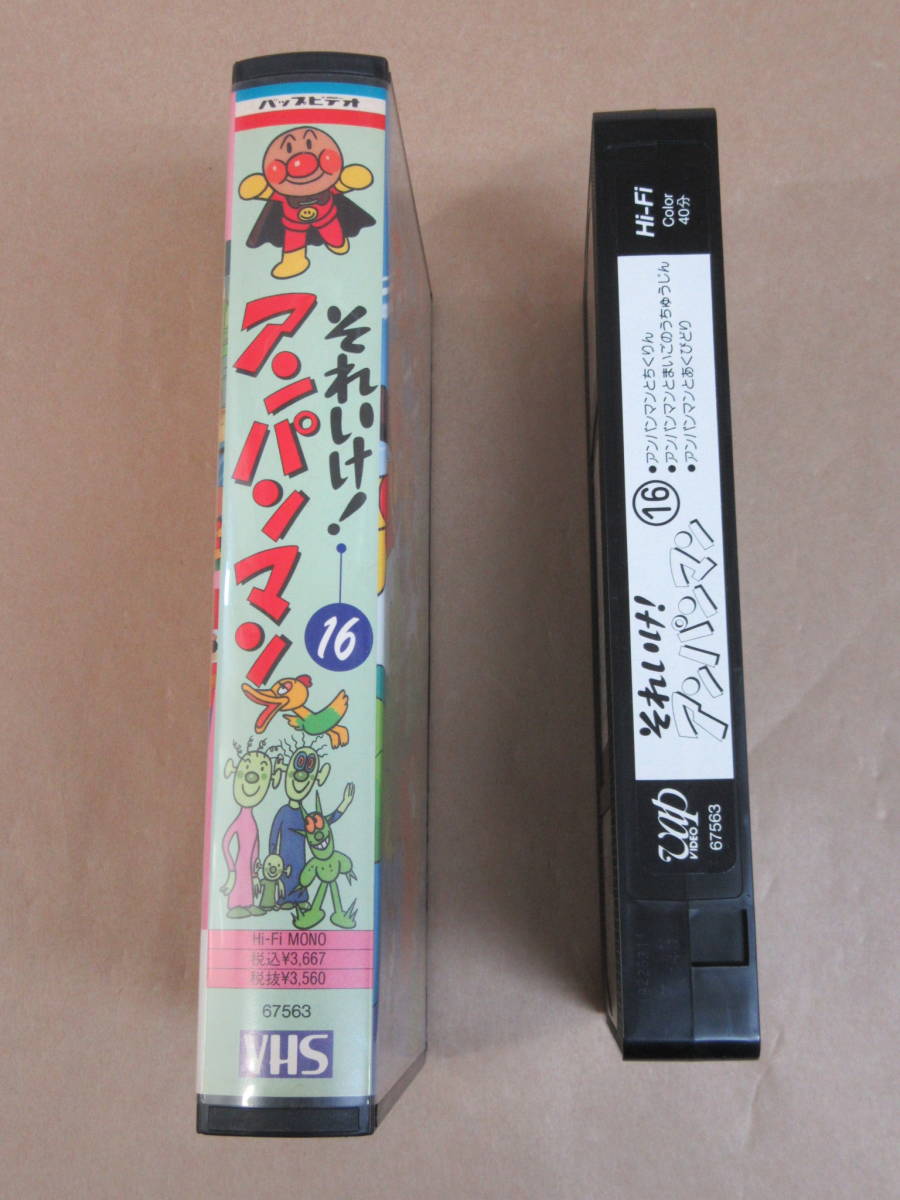 バップビデオ
それいけ!
アンパンマン
16
Hi-Fi MONO
税込¥3,667
税抜¥3,560
67563
VHS
Hi-Fi
Color
40分
●アンパンマンとちくりん
●アンパンマンとまいごのうちゅうじん
●アンパンマンとあくびどり
⑯
それいけ!
アンパンマン
vap
VIDEO
67563